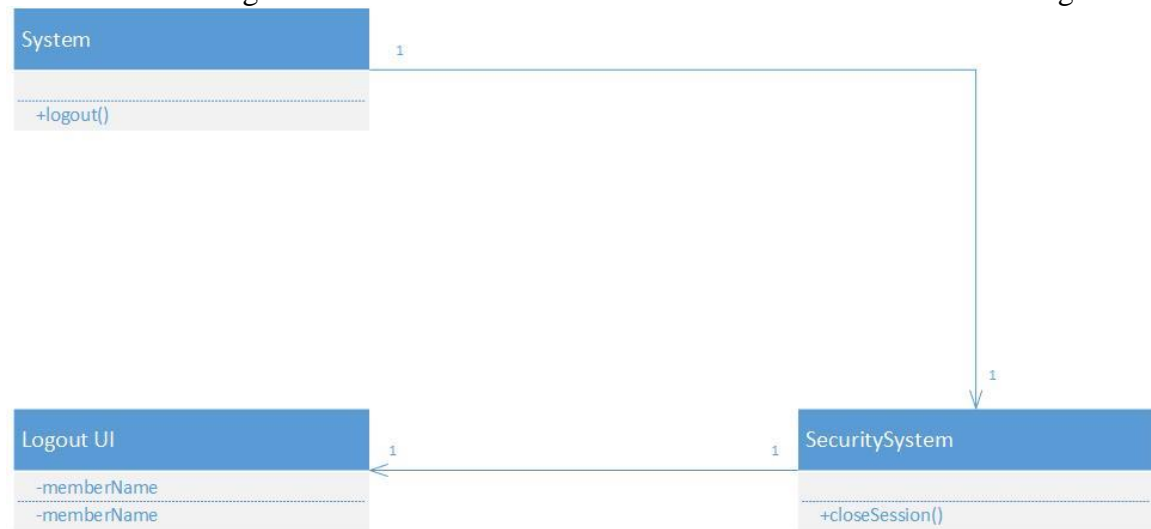 System
1
+logout()
1
Logout UI
1
1
SecuritySystem
-memberName
-memberName
+closeSession()